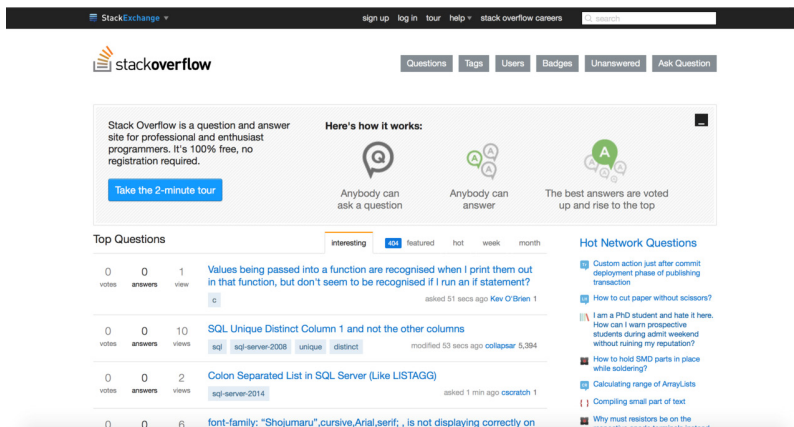 StackExchange
sign up log in tour help stack overflow careers
search
stackoverflow
Questions Tags Users Badges Unanswered Ask Question
Stack Overflow is a question and answer
site for professional and enthusiast
programmers. It's 100% free, no
registration required.
Take the 2-minute tour
Here's how it works:
Q
Anybody can
ask a question
A
A
A
Anybody can
answer
A
A
A
A
The best answers are voted
up and rise to the top
Top Questions
interesting 404 featured hot week month
0 0 1
votes answers view
Values being passed into a function are recognised when I print them out
in that function, but don't seem to be recognised if I run an if statement?
c
asked 51 secs ago Kev O'Brien 1
0 0 10
votes answers views
SQL Unique Distinct Column 1 and not the other columns
sql sql-server-2008 unique distinct
modified 53 secs ago collapsar 5,394
0 0 2
votes answers views
Colon Separated List in SQL Server (Like LISTAGG)
sql-server-2014
asked 1 min ago cscratch 1
0 0 6
font-family: “Shojumaru”,cursive,Arial,serif; , is not displaying correctly on
Hot Network Questions
Custom action just after commit
deployment phase of publishing
transaction
How to cut paper without scissors?
I am a PhD student and hate it here.
How can I warn prospective
students during admit weekend
without ruining my reputation?
How to hold SMD parts in place
while soldering?
Calculating range of ArrayLists
Compiling small part of text
Why must resistors be on the